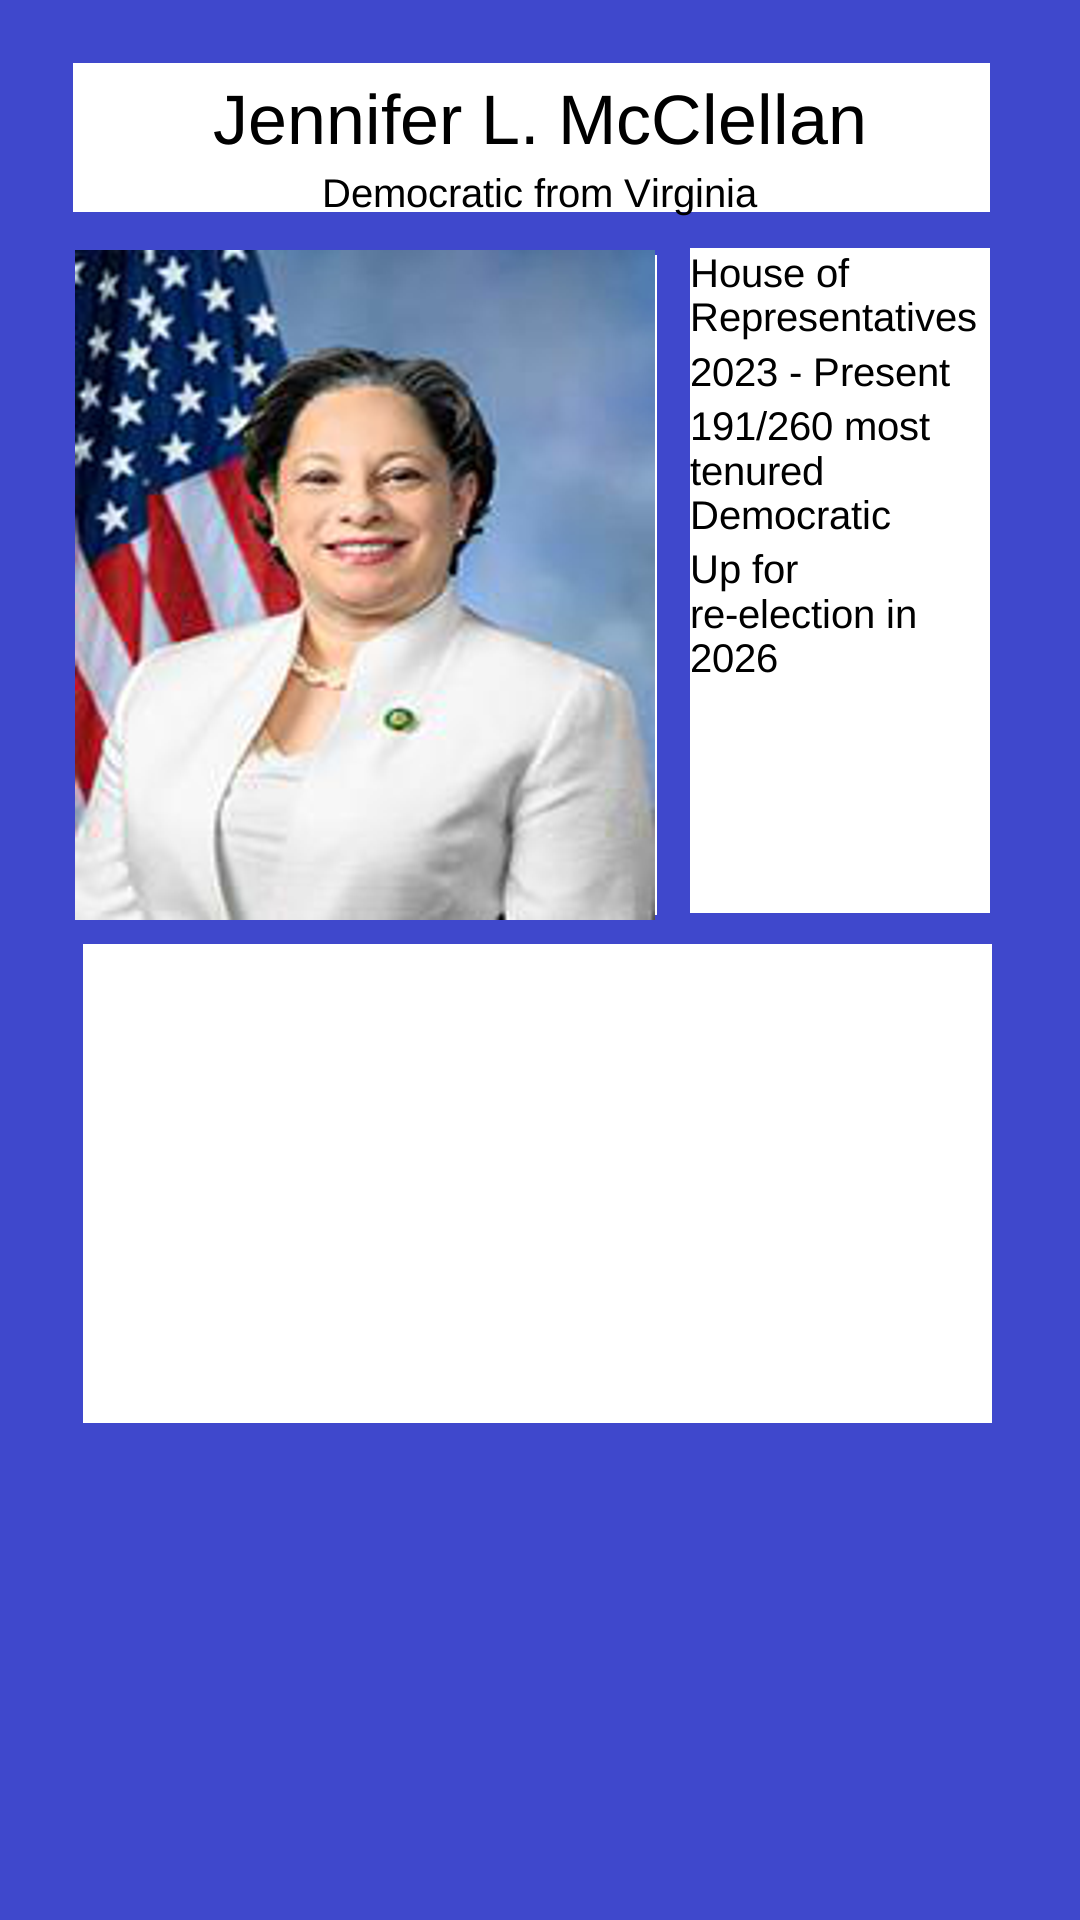 Jennifer L. McClellan
Democratic from Virginia
House of
Representatives
2023 - Present
191/260 most
tenured
Democratic
Up for
re-election in
2026